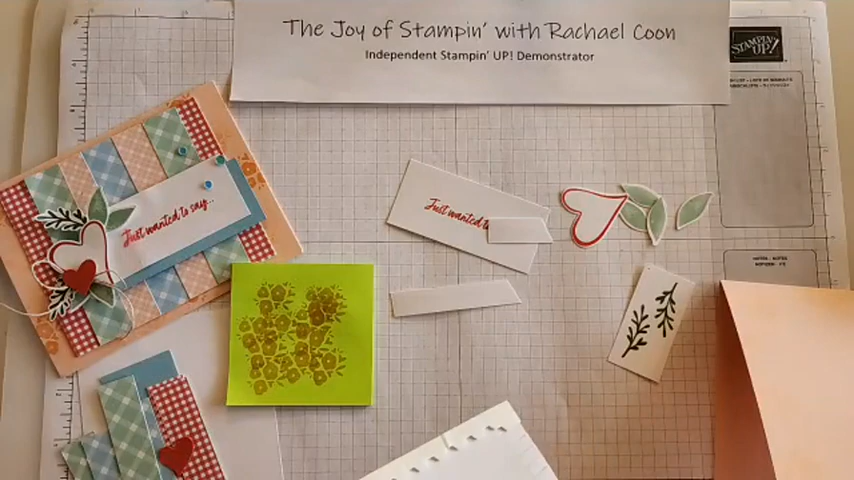 The Joy of Stampin' with Rachael Coon
Independent Stampin' UP! Demonstrator
STAMPIN' UP!
Just wanted to say...
Just wanted t